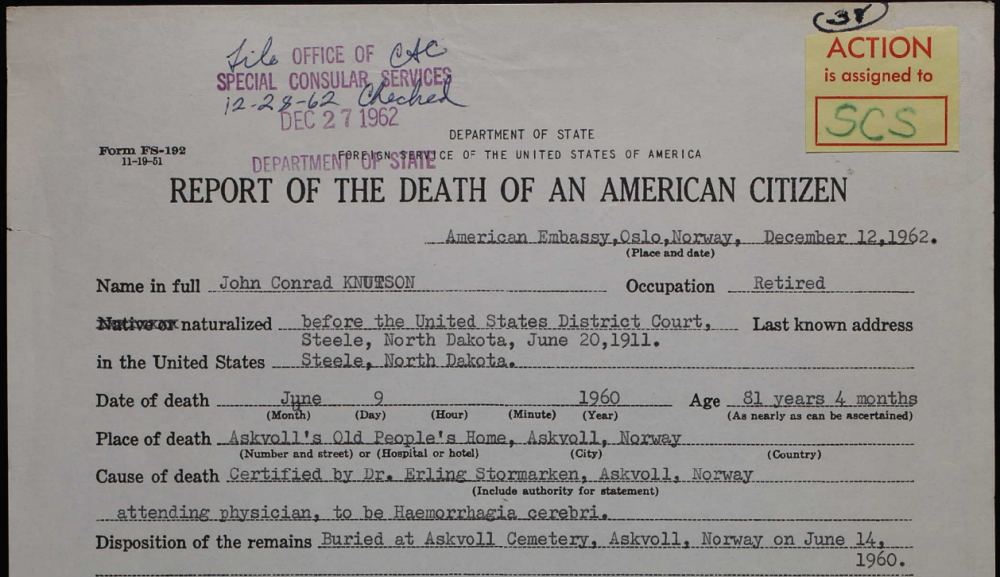 38
File OFFICE OF CAC
SPECIAL CONSULAR SERVICES
12-28-62 Checked
DEC 27 1962
DEPARTMENT OF STATE
ACTION
is assigned to
SCS
DEPARTMENT OF STATE
FOREIGN SERVICE OF THE UNITED STATES OF AMERICA
Form FS-192
11-19-51
REPORT OF THE DEATH OF AN AMERICAN CITIZEN
American Embassy,Oslo,Norway, December 12,1962.
(Place and date)
Name in full John Conrad KNUTSON Occupation Retired
Native or naturalized before the United States District Court, Last known address
Steele, North Dakota, June 20,1911.
in the United States Steele, North Dakota.
Date of death June 9 1960 Age 81 years 4 months
(Month) (Day) (Hour) (Minute) (Year) (As nearly as can be ascertained)
Place of death Askvoll's Old People's Home, Askvoll, Norway
(Number and street) or (Hospital or hotel) (City) (Country)
Cause of death Certified by Dr. Erling Stormarken, Askvoll, Norway
(Include authority for statement)
attending physician, to be Haemorrhagia cerebri.
Disposition of the remains Buried at Askvoll Cemetery, Askvoll, Norway on June 14,
1960.